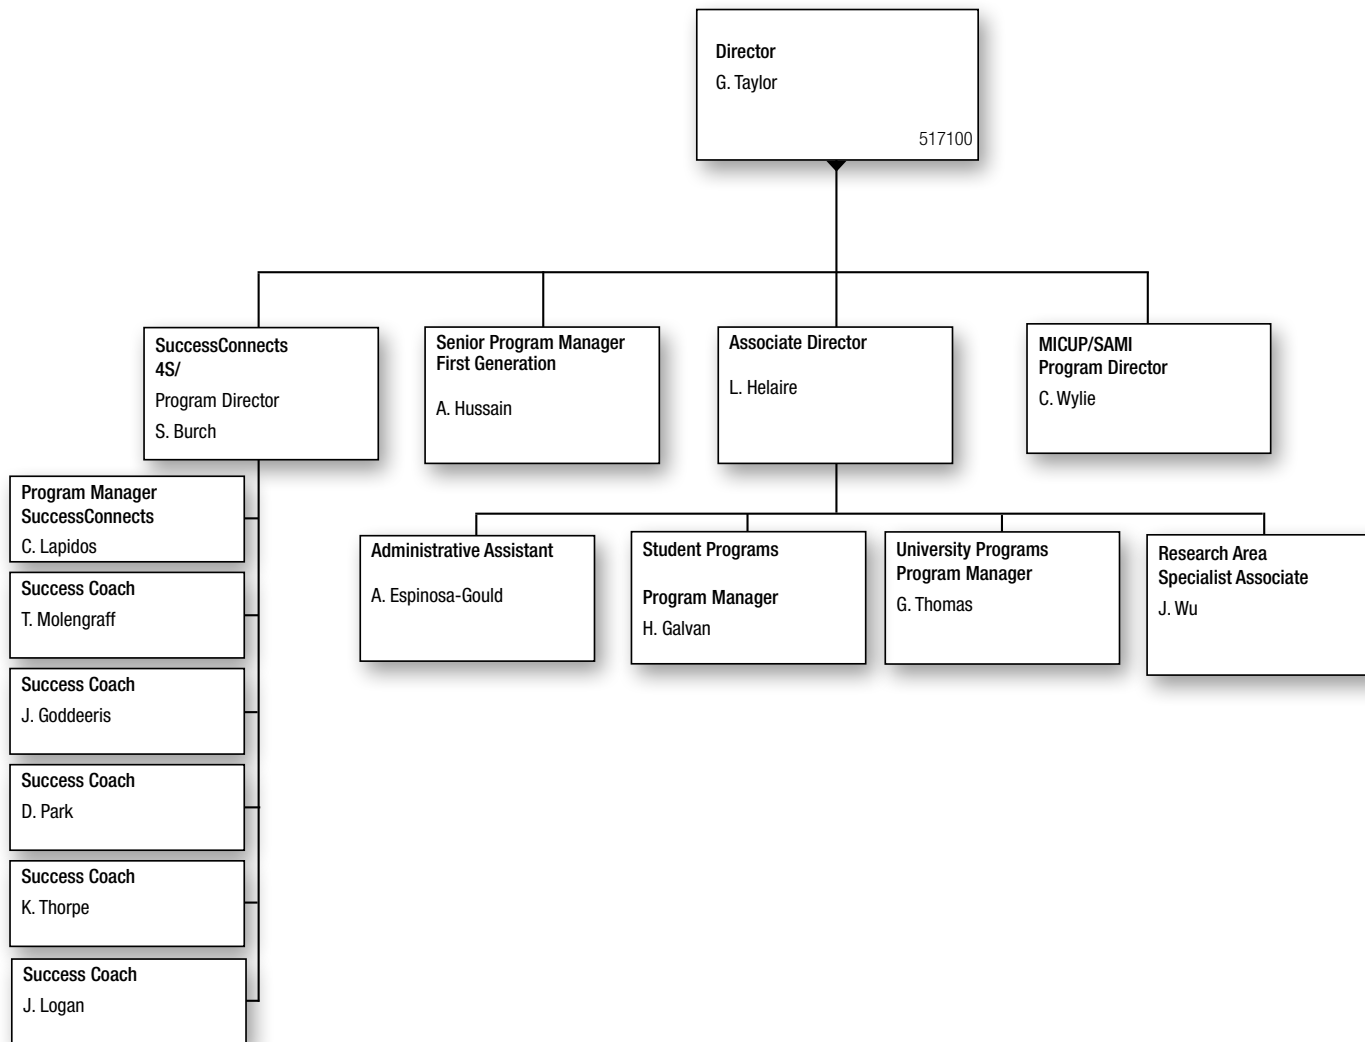 Director
G. Taylor
517100
SuccessConnects
4S/
Program Director
S. Burch
Senior Program Manager
First Generation
A. Hussain
Associate Director
L. Helaire
MICUP/SAMI
Program Director
C. Wylie
Program Manager
SuccessConnects
C. Lapidos
Success Coach
T. Molengraff
Success Coach
J. Goddeeris
Success Coach
D. Park
Success Coach
K. Thorpe
Success Coach
J. Logan
Administrative Assistant
A. Espinosa-Gould
Student Programs
Program Manager
H. Galvan
University Programs
Program Manager
G. Thomas
Research Area
Specialist Associate
J. Wu